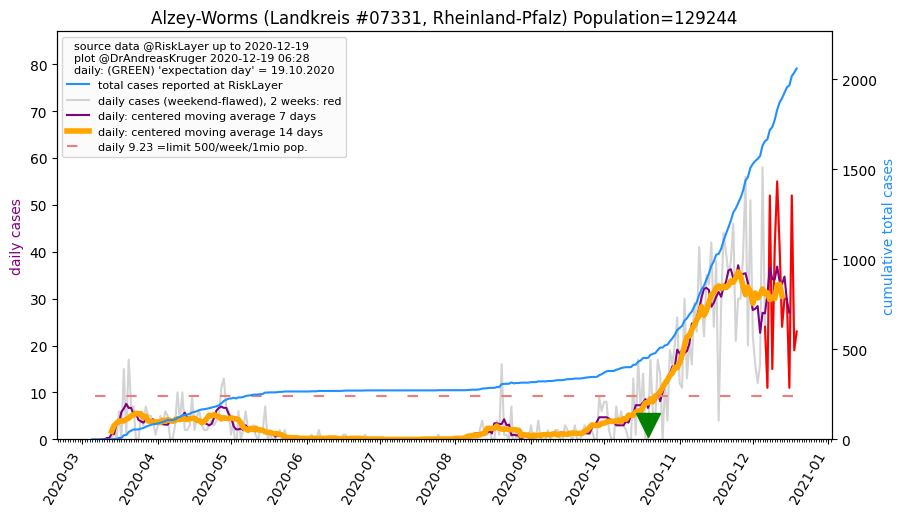 Alzey-Worms (Landkreis #07331, Rheinland-Pfalz) Population=129244
source data @RiskLayer up to 2020-12-19
plot @DrAndreasKruger 2020-12-19 06:28
daily: (GREEN) 'expectation day' = 19.10.2020
total cases reported at RiskLayer
daily cases (weekend-flawed), 2 weeks: red
daily: centered moving average 7 days
daily: centered moving average 14 days
daily 9.23 =limit 500/week/1mio pop.
daily cases
80
70
60
50
40
30
20
10
0
cumulative total cases
2000
1500
1000
500
0
2020-03
2020-04
2020-05
2020-06
2020-07
2020-08
2020-09
2020-10
2020-11
2020-12
2021-01